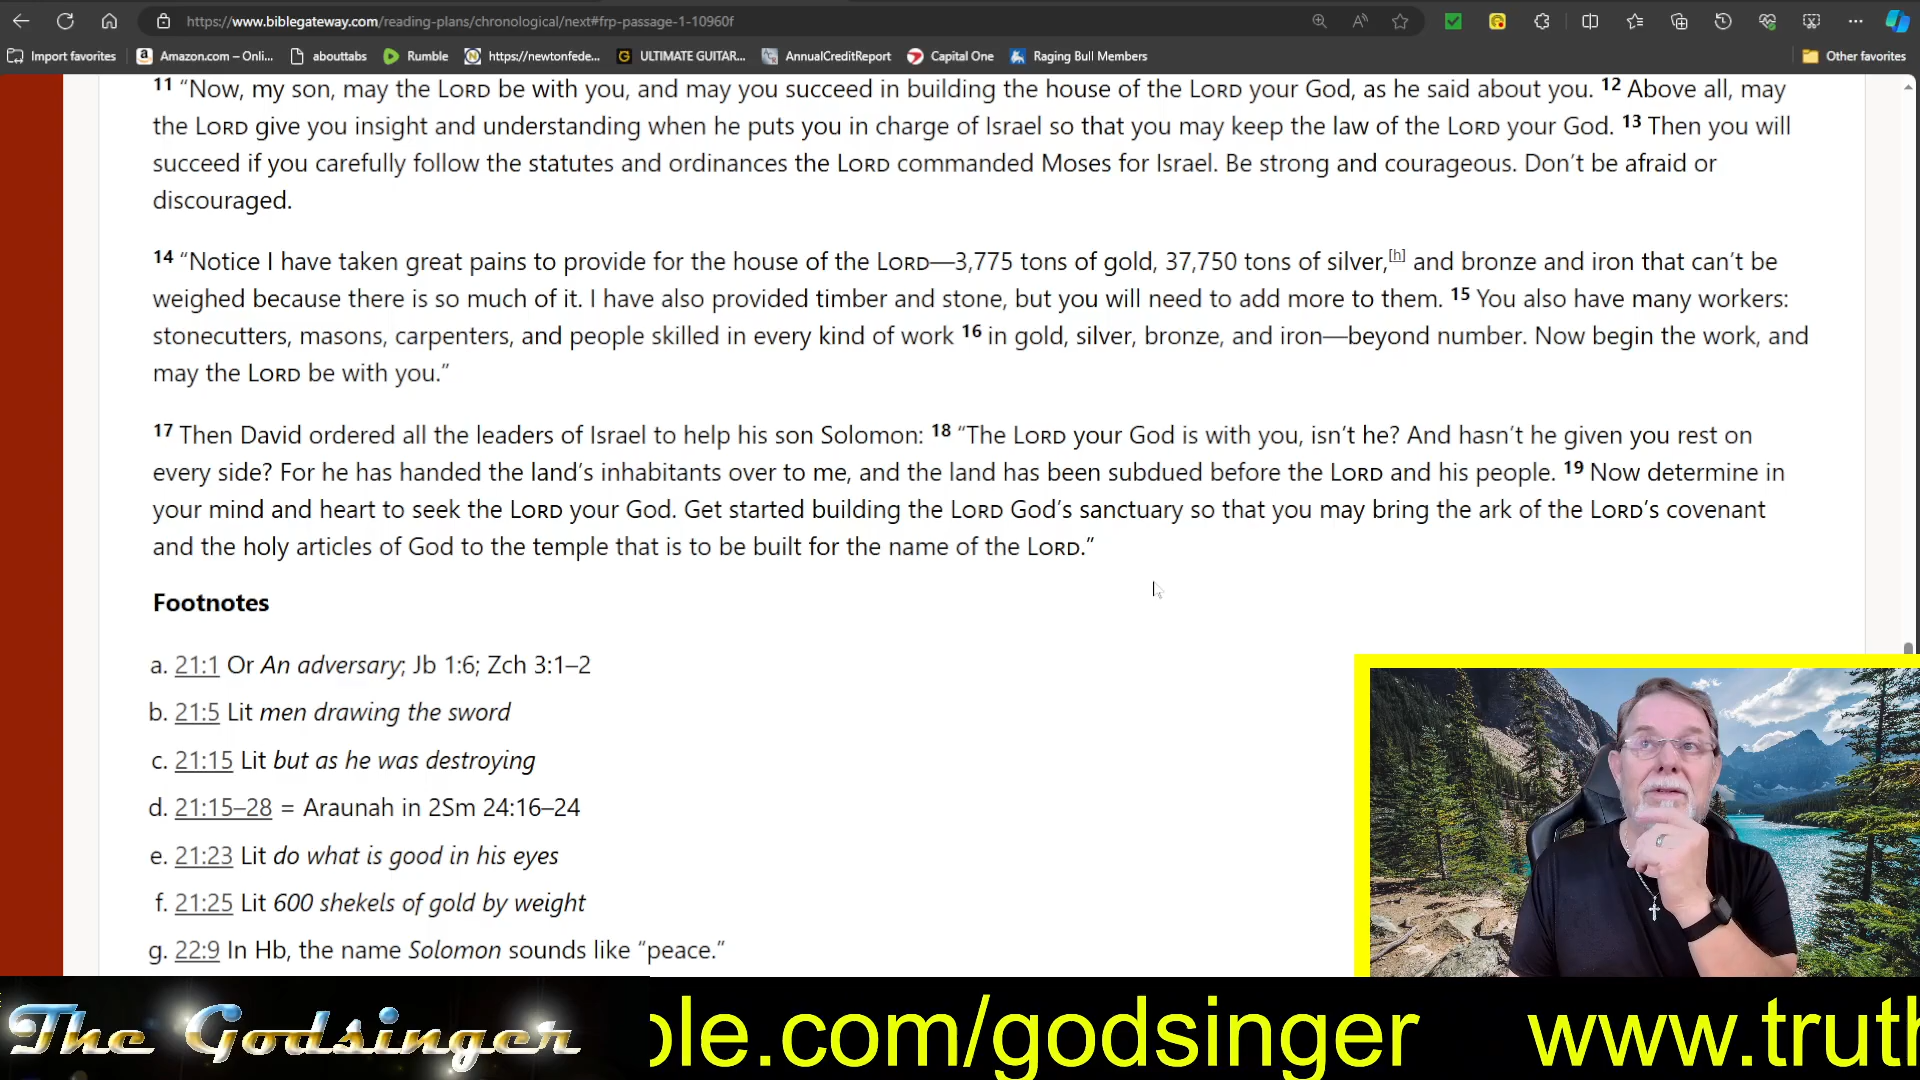 https://www.biblegateway.com/reading-plans/chronological/next#frp-passage-1-10960f
Import favorites
Amazon.com – Onli...
abouttabs
Rumble
https://newtonfede...
ULTIMATE GUITAR...
AnnualCreditReport
Capital One
Raging Bull Members
Other favorites
11 “Now, my son, may the LORD be with you, and may you succeed in building the house of the LORD your God, as he said about you. 12 Above all, may
the LORD give you insight and understanding when he puts you in charge of Israel so that you may keep the law of the LORD your God. 13 Then you will
succeed if you carefully follow the statutes and ordinances the LORD commanded Moses for Israel. Be strong and courageous. Don’t be afraid or
discouraged.
14 “Notice I have taken great pains to provide for the house of the LORD—3,775 tons of gold, 37,750 tons of silver,[h] and bronze and iron that can’t be
weighed because there is so much of it. I have also provided timber and stone, but you will need to add more to them. 15 You also have many workers:
stonecutters, masons, carpenters, and people skilled in every kind of work 16 in gold, silver, bronze, and iron—beyond number. Now begin the work, and
may the LORD be with you.”
17 Then David ordered all the leaders of Israel to help his son Solomon: 18 “The LORD your God is with you, isn’t he? And hasn’t he given you rest on
every side? For he has handed the land’s inhabitants over to me, and the land has been subdued before the LORD and his people. 19 Now determine in
your mind and heart to seek the LORD your God. Get started building the LORD God’s sanctuary so that you may bring the ark of the LORD’s covenant
and the holy articles of God to the temple that is to be built for the name of the LORD.”
Footnotes
a. 21:1 Or An adversary; Jb 1:6; Zch 3:1–2
b. 21:5 Lit men drawing the sword
c. 21:15 Lit but as he was destroying
d. 21:15–28 = Araunah in 2Sm 24:16–24
e. 21:23 Lit do what is good in his eyes
f. 21:25 Lit 600 shekels of gold by weight
g. 22:9 In Hb, the name Solomon sounds like “peace.”
The Godsinger
ble.com/godsinger
www.truth